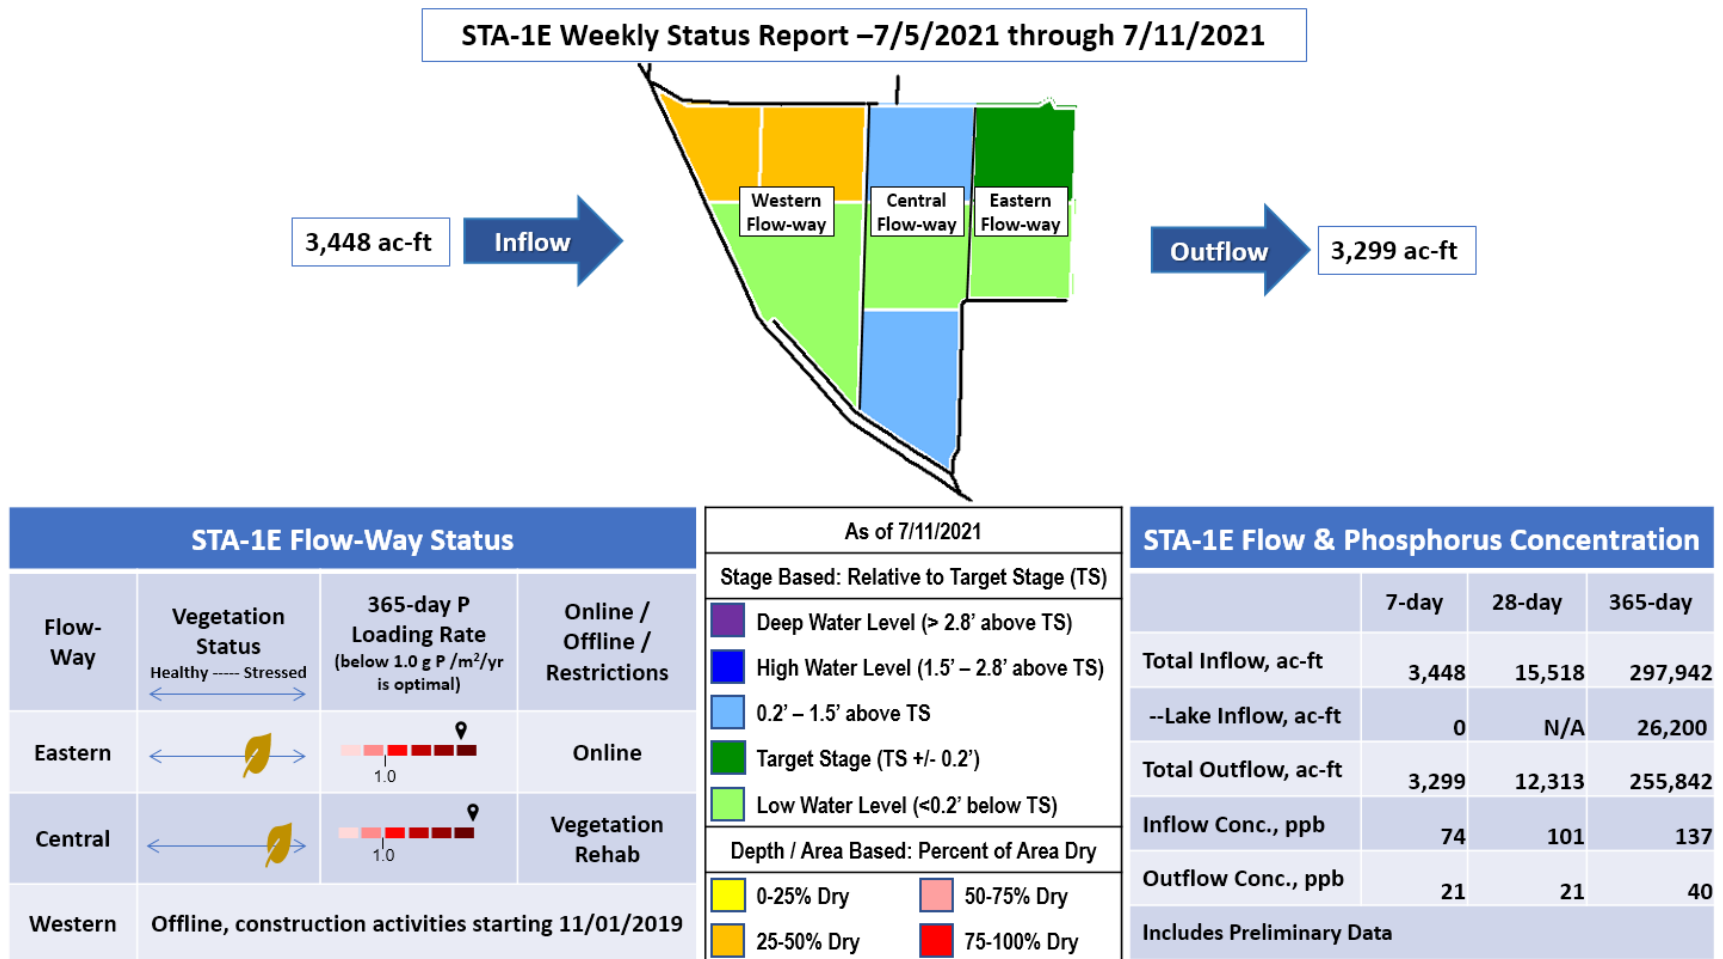 STA-1E Weekly Status Report –7/5/2021 through 7/11/2021
3,448 ac-ft
Inflow
Western
Flow-way
Central
Flow-way
Eastern
Flow-way
Outflow
3,299 ac-ft
STA-1E Flow-Way Status
Flow-
Way
Vegetation
Status
Healthy ----- Stressed
365-day P
Loading Rate
(below 1.0 g P /m²/yr
is optimal)
Online /
Offline /
Restrictions
Eastern
1.0
Online
Central
1.0
Vegetation
Rehab
Western
Offline, construction activities starting 11/01/2019
As of 7/11/2021
Stage Based: Relative to Target Stage (TS)
Deep Water Level (> 2.8’ above TS)
High Water Level (1.5’ – 2.8’ above TS)
0.2’ – 1.5’ above TS
Target Stage (TS +/- 0.2’)
Low Water Level (<0.2’ below TS)
Depth / Area Based: Percent of Area Dry
0-25% Dry
50-75% Dry
25-50% Dry
75-100% Dry
STA-1E Flow & Phosphorus Concentration
7-day 28-day 365-day
Total Inflow, ac-ft 3,448 15,518 297,942
--Lake Inflow, ac-ft 0 N/A 26,200
Total Outflow, ac-ft 3,299 12,313 255,842
Inflow Conc., ppb 74 101 137
Outflow Conc., ppb 21 21 40
Includes Preliminary Data